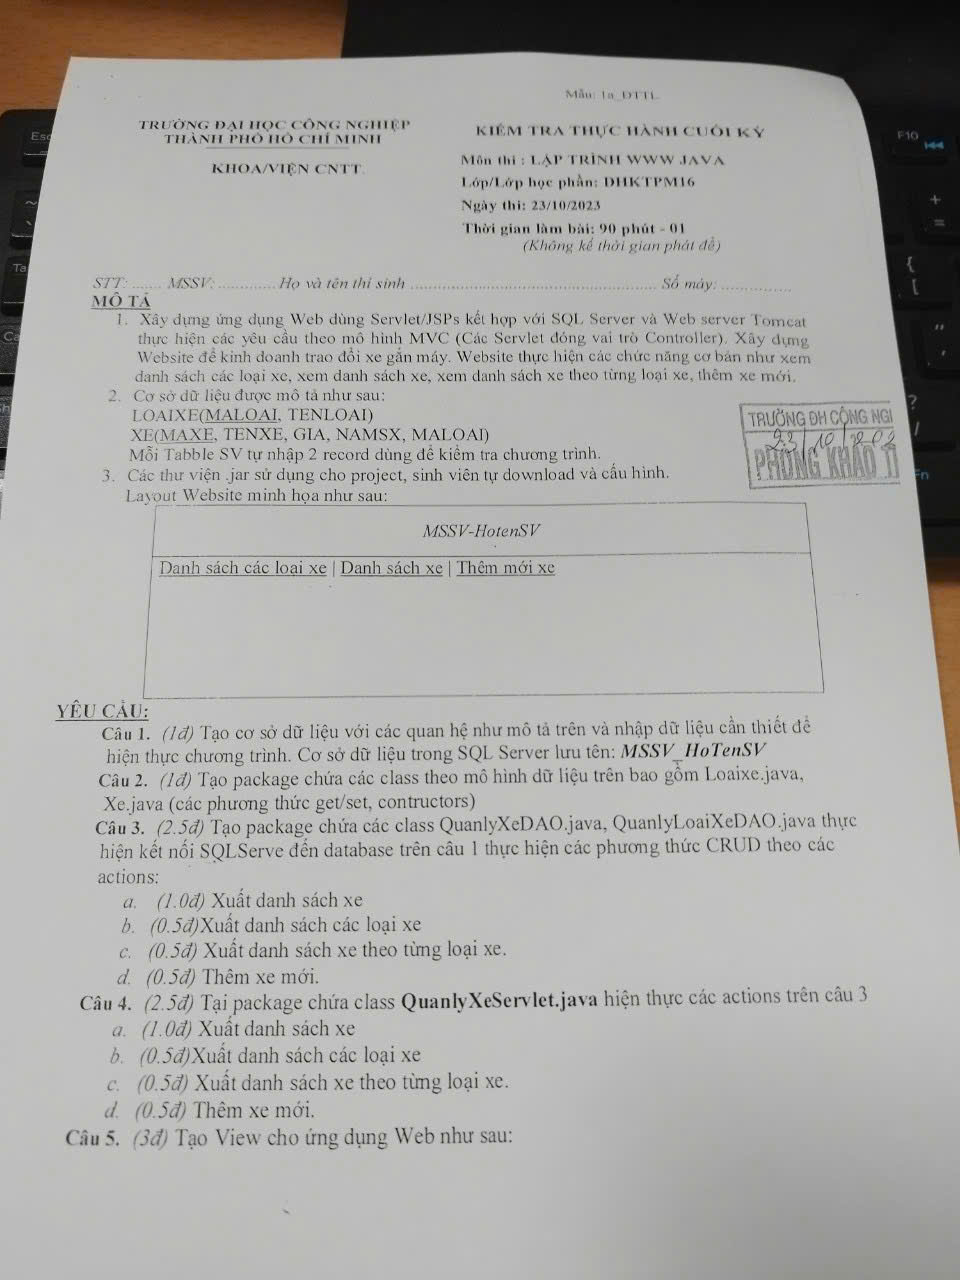 Mẫu: 1a_ĐTTL
TRƯỜNG ĐẠI HỌC CÔNG NGHIỆP
THÀNH PHỐ HỒ CHÍ MINH
KHOA/VIỆN CNTT
KIỂM TRA THỰC HÀNH CUỐI KỲ
Môn thi : LẬP TRÌNH WWW JAVA
Lớp/Lớp học phần: DHKTPM16
Ngày thi: 23/10/2023
Thời gian làm bài: 90 phút - 01
(Không kể thời gian phát đề)
STT: ...... MSSV: ............ Họ và tên thí sinh ................................................ Số máy: ..............
MÔ TẢ
1. Xây dựng ứng dụng Web dùng Servlet/JSPs kết hợp với SQL Server và Web server Tomcat
thực hiện các yêu cầu theo mô hình MVC (Các Servlet đóng vai trò Controller). Xây dựng
Website để kinh doanh trao đổi xe gắn máy. Website thực hiện các chức năng cơ bản như xem
danh sách các loại xe, xem danh sách xe, xem danh sách xe theo từng loại xe, thêm xe mới.
2. Cơ sở dữ liệu được mô tả như sau:
LOAIXE(MALOAI, TENLOAI)
XE(MAXE, TENXE, GIA, NAMSX, MALOAI)
Mỗi Tabble SV tự nhập 2 record dùng để kiểm tra chương trình.
3. Các thư viện .jar sử dụng cho project, sinh viên tự download và cấu hình.
Layout Website minh họa như sau:
TRƯỜNG ĐH CÔNG NGH
23/10/202
PHÒNG KHẢO T
MSSV-HotenSV
Danh sách các loại xe | Danh sách xe | Thêm mới xe
YÊU CẦU:
Câu 1. (1đ) Tạo cơ sở dữ liệu với các quan hệ như mô tả trên và nhập dữ liệu cần thiết để
hiện thực chương trình. Cơ sở dữ liệu trong SQL Server lưu tên: MSSV_HoTenSV
Câu 2. (1đ) Tạo package chứa các class theo mô hình dữ liệu trên bao gồm Loaixe.java,
Xe.java (các phương thức get/set, contructors)
Câu 3. (2.5đ) Tạo package chứa các class QuanlyXeDAO.java, QuanlyLoaiXeDAO.java thực
hiện kết nối SQLServe đến database trên câu 1 thực hiện các phương thức CRUD theo các
actions:
a. (1.0đ) Xuất danh sách xe
b. (0.5đ)Xuất danh sách các loại xe
c. (0.5đ) Xuất danh sách xe theo từng loại xe.
d. (0.5đ) Thêm xe mới.
Câu 4. (2.5đ) Tại package chứa class QuanlyXeServlet.java hiện thực các actions trên câu 3
a. (1.0đ) Xuất danh sách xe
b. (0.5đ)Xuất danh sách các loại xe
c. (0.5đ) Xuất danh sách xe theo từng loại xe.
d. (0.5đ) Thêm xe mới.
Câu 5. (3đ) Tạo View cho ứng dụng Web như sau:
Esc
F10
Fn